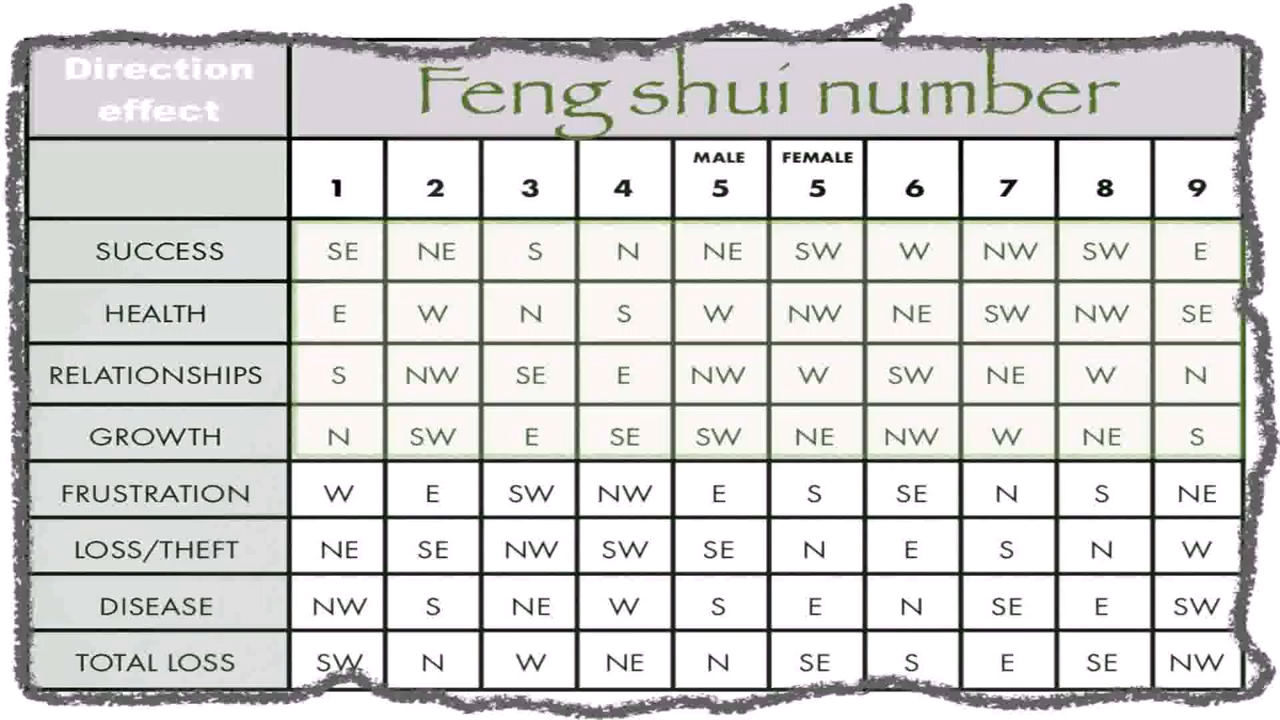 Direction effect Feng shui number
MALE FEMALE
1 2 3 4 5 5 6 7 8 9
SUCCESS SE NE S N NE SW W NW SW E
HEALTH E W N S W NW NE SW NW SE
RELATIONSHIPS S NW SE E NW W SW NE W N
GROWTH N SW E SE SW NE NW W NE S
FRUSTRATION W E SW NW E S SE N S NE
LOSS/THEFT NE SE NW SW SE N E S N W
DISEASE NW S NE W S E N SE E SW
TOTAL LOSS SW N W NE N SE S E SE NW